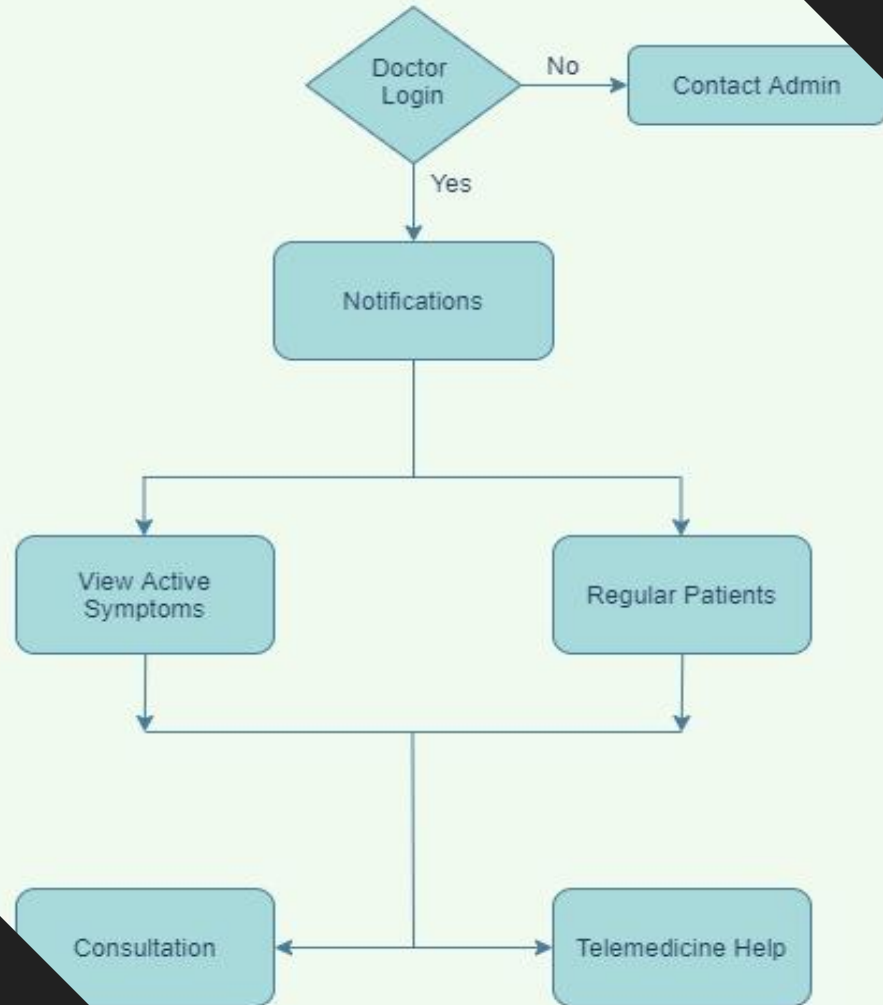 Doctor
Login
No
Contact Admin
Yes
Notifications
View Active
Symptoms
Regular Patients
Consultation
Telemedicine Help